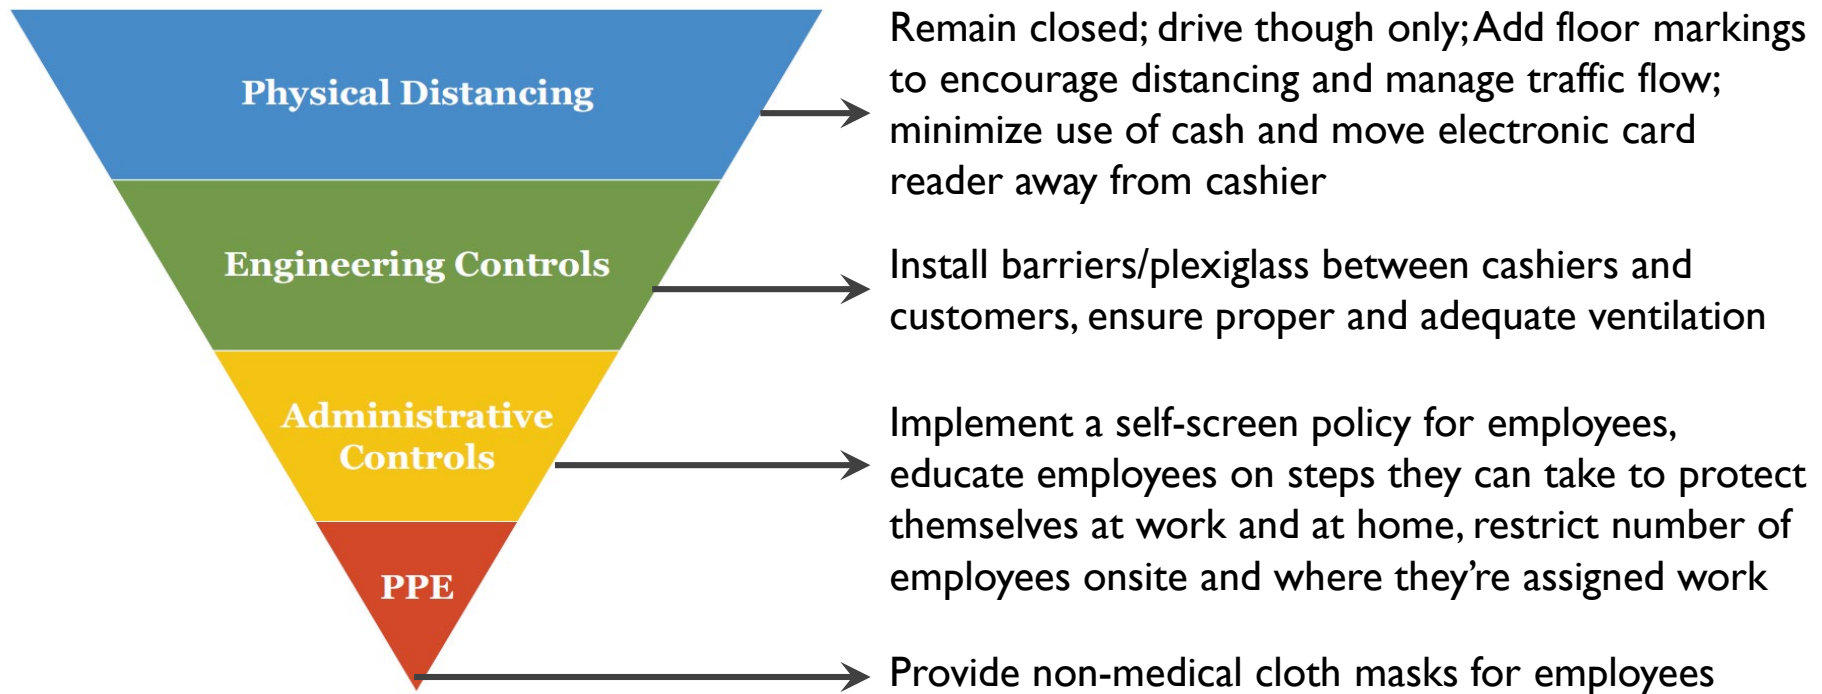 Physical Distancing
Remain closed; drive though only; Add floor markings
to encourage distancing and manage traffic flow;
minimize use of cash and move electronic card
reader away from cashier
Engineering Controls
Install barriers/plexiglass between cashiers and
customers, ensure proper and adequate ventilation
Administrative
Controls
Implement a self-screen policy for employees,
educate employees on steps they can take to protect
themselves at work and at home, restrict number of
employees onsite and where they’re assigned work
PPE
Provide non-medical cloth masks for employees